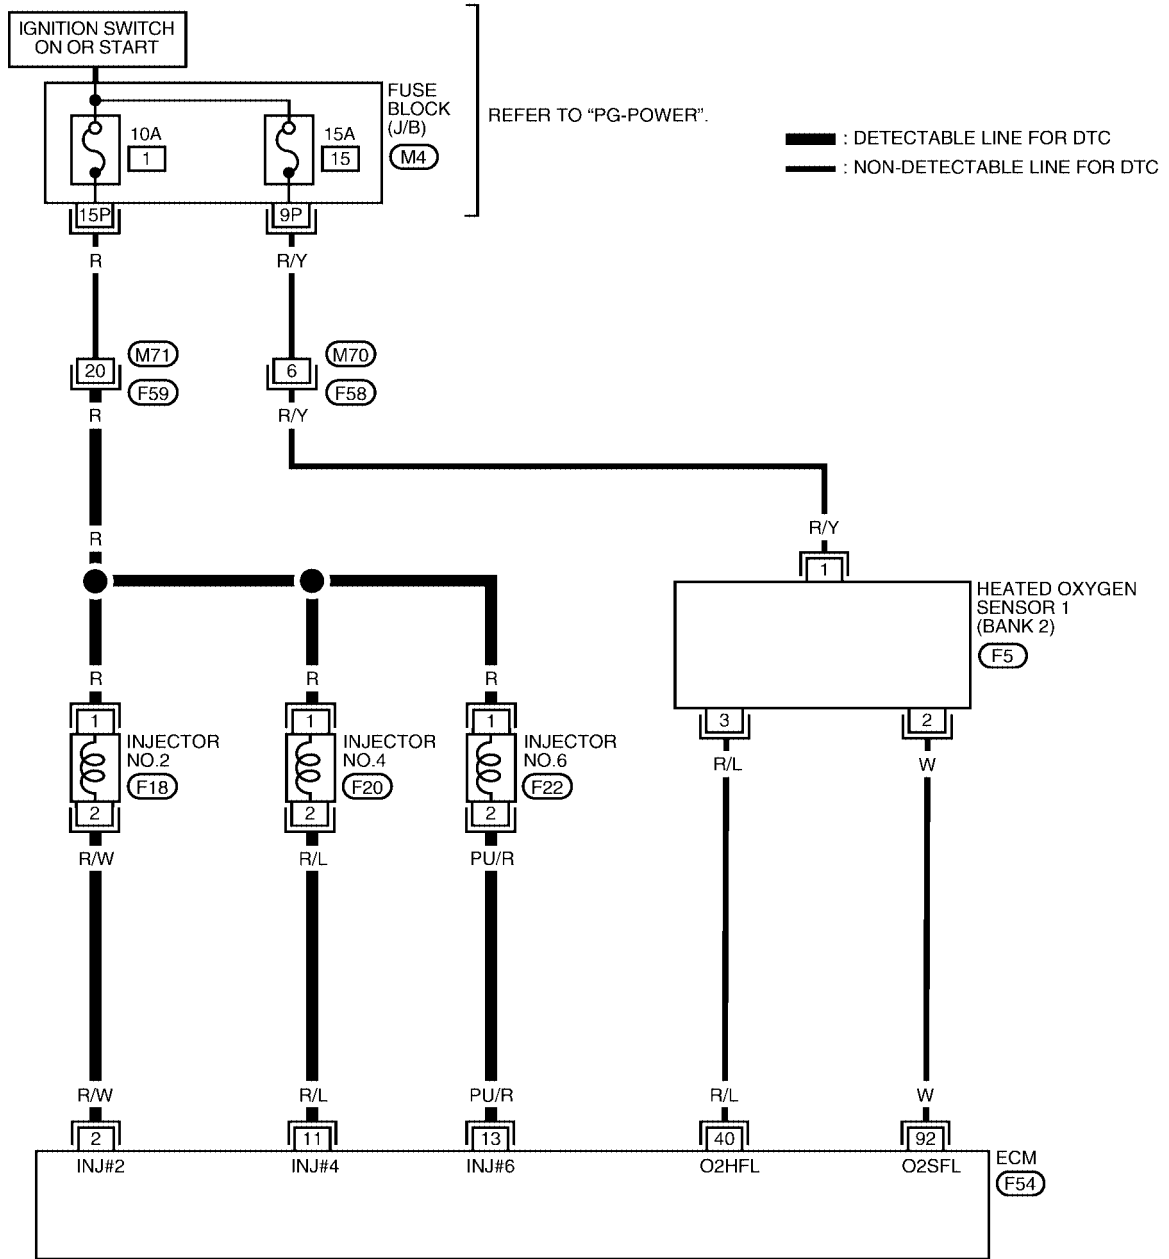 IGNITION SWITCH
ON OR START
FUSE
BLOCK
(J/B)
M4
10A
1
15A
15
REFER TO “PG-POWER”.
: DETECTABLE LINE FOR DTC
: NON-DETECTABLE LINE FOR DTC
15P
9P
R
R/Y
20
M71
F59
6
M70
F58
R
R/Y
R
R/Y
1
HEATED OXYGEN
SENSOR 1
(BANK 2)
F5
R
R
R
1
1
1
3
2
INJECTOR
NO.2
F18
INJECTOR
NO.4
F20
INJECTOR
NO.6
F22
R/L
W
2
2
2
R/W
R/L
PU/R
R/W
R/L
PU/R
R/L
W
2
11
13
40
92
INJ#2
INJ#4
INJ#6
O2HFL
O2SFL
ECM
F54